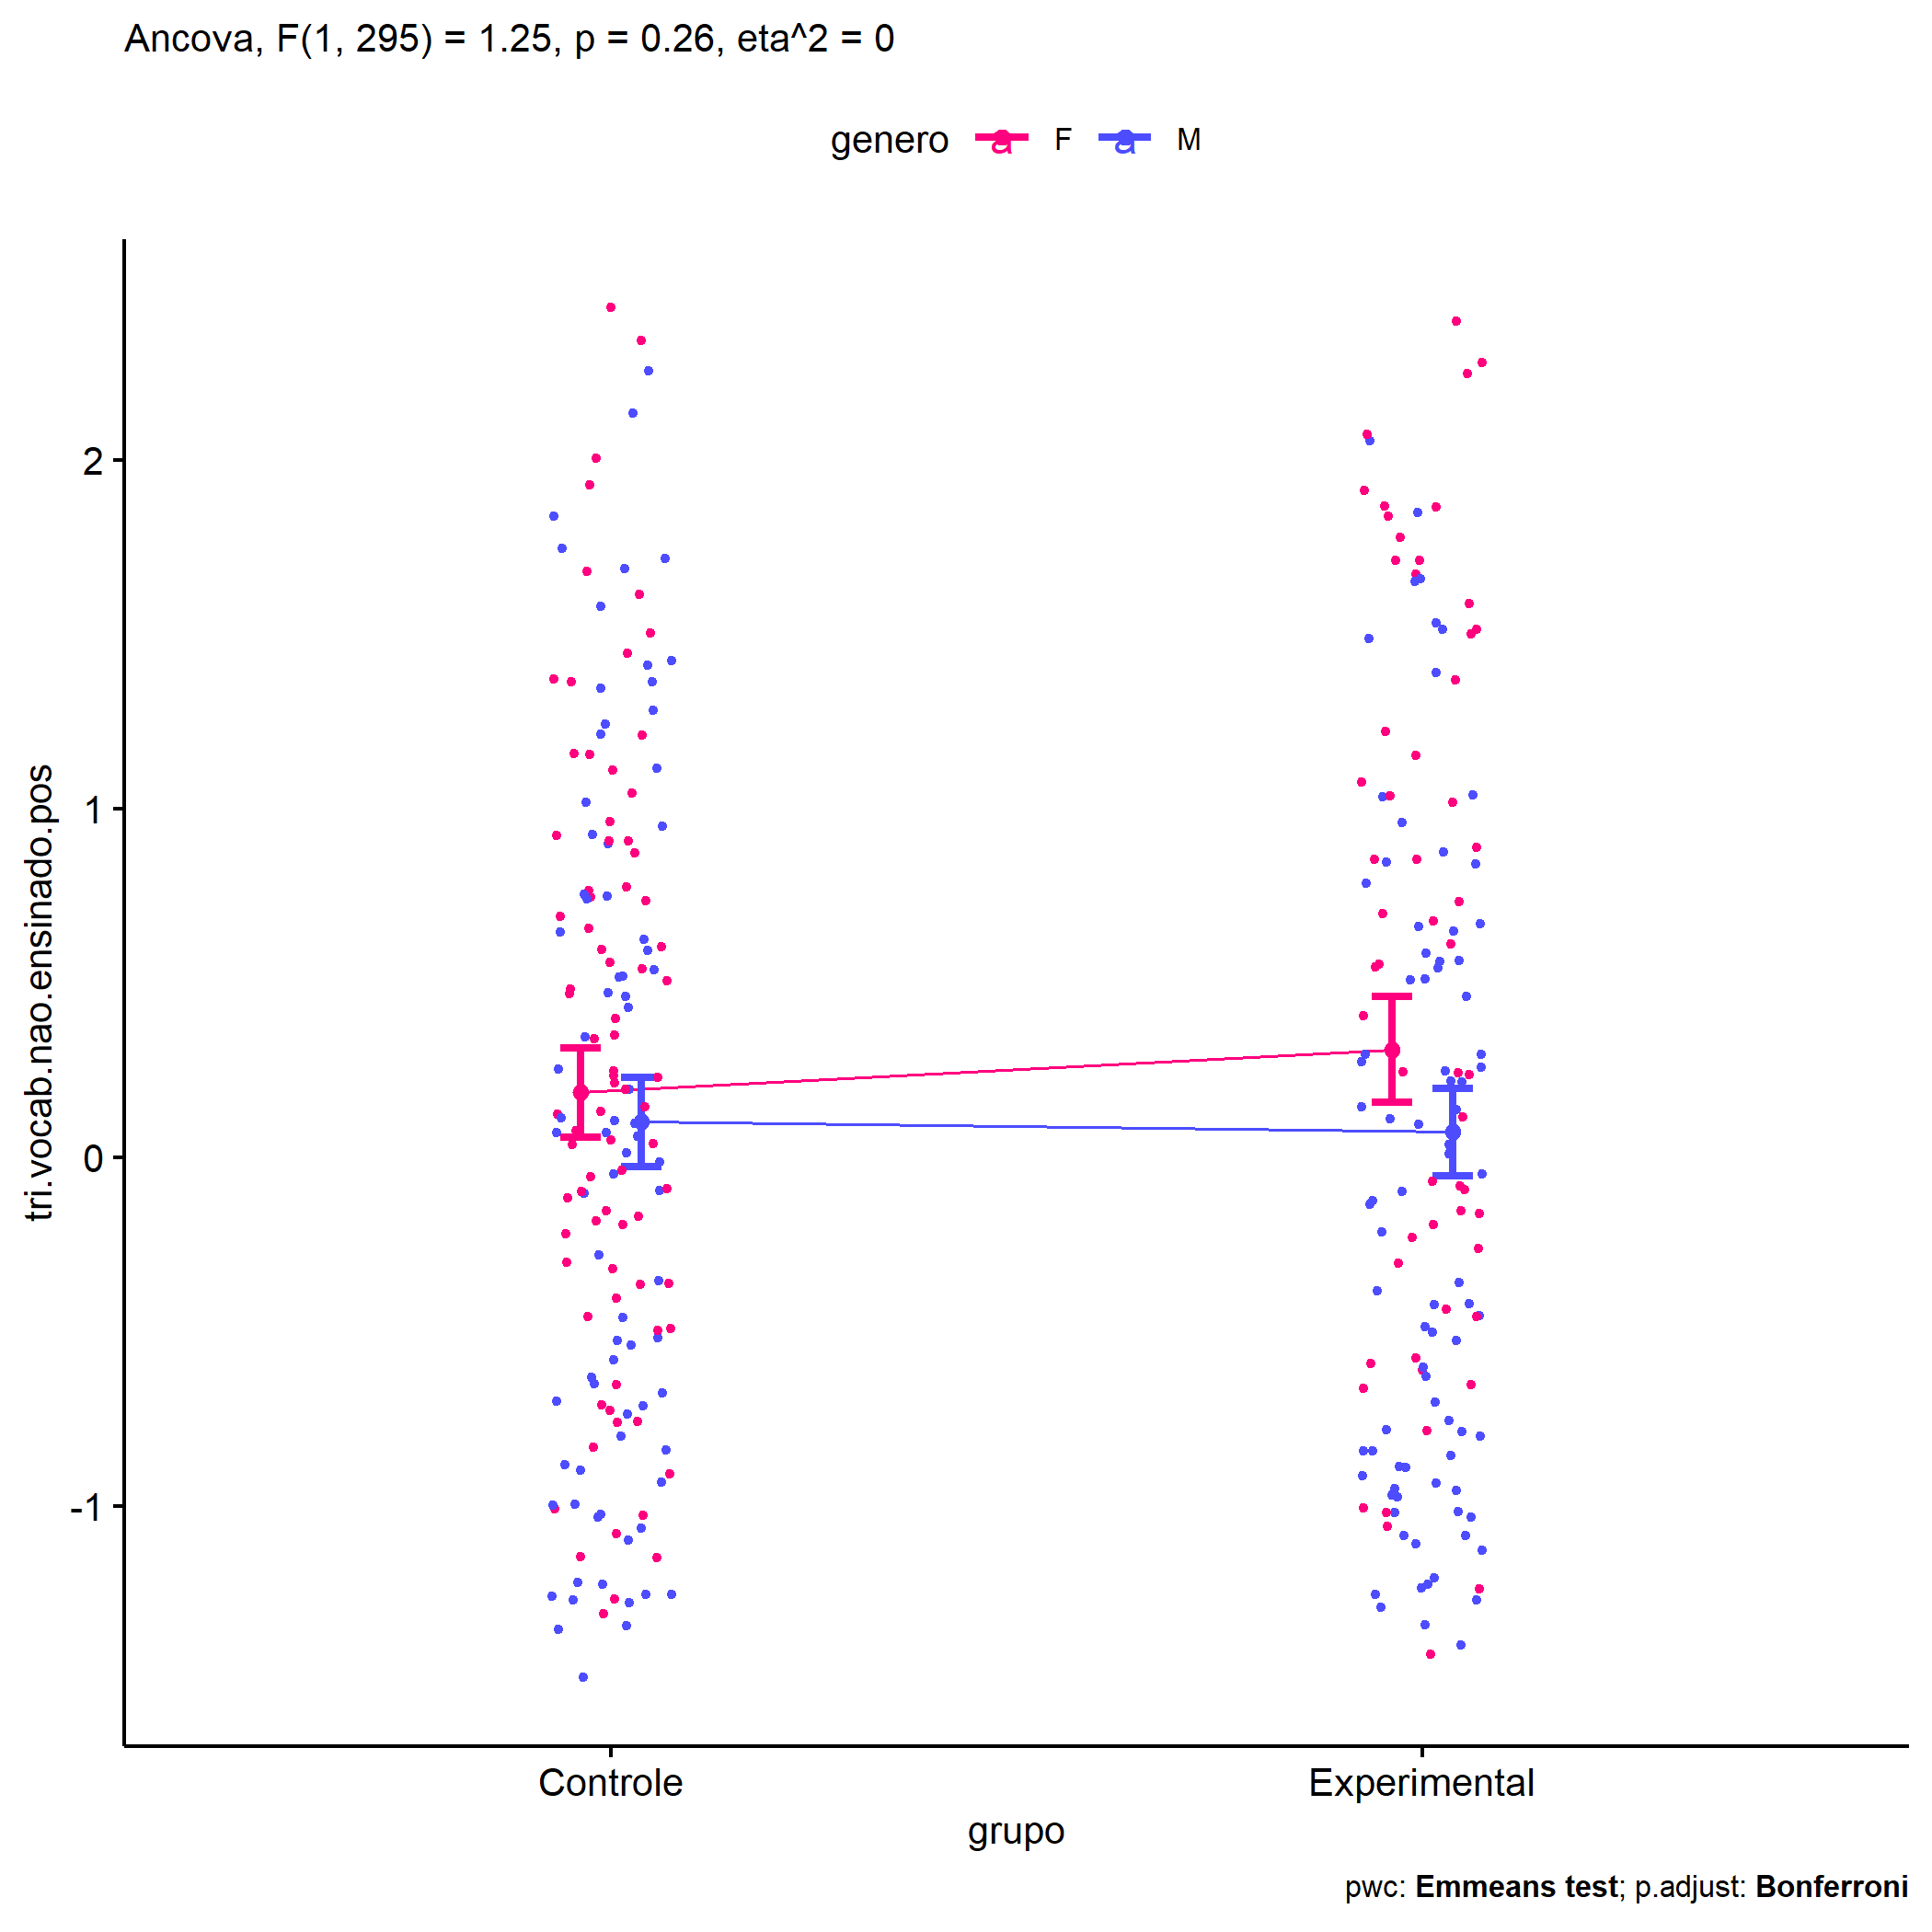 Ancova, F(1, 295) = 1.25, p = 0.26, eta^2 = 0
genero a F a M
tri.vocab.nao.ensinado.pos
2
1
0
-1
Controle Experimental
grupo
pwc: Emmeans test; p.adjust: Bonferroni